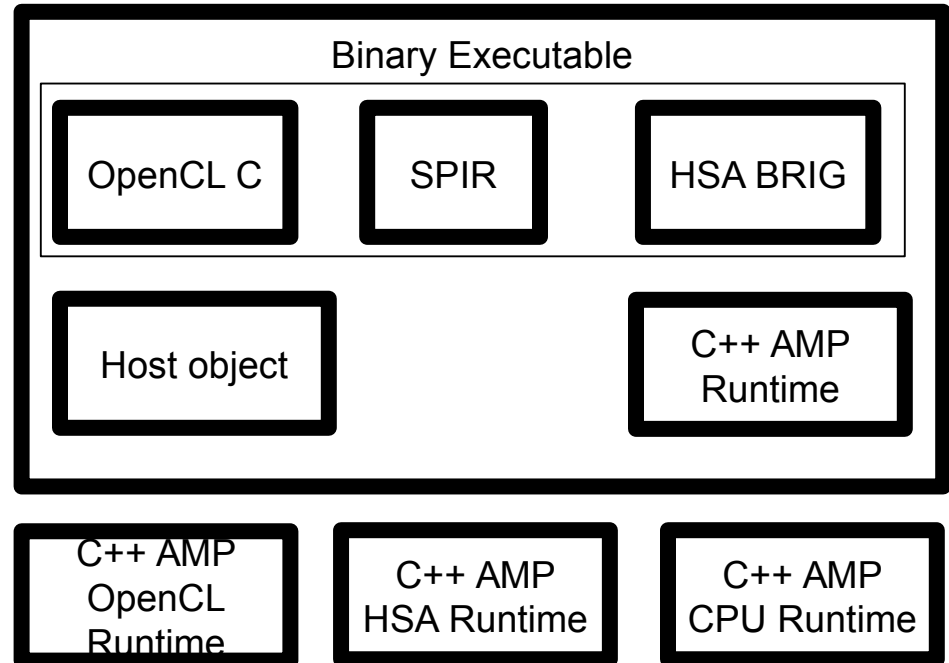 Binary Executable
OpenCL C
SPIR
HSA BRIG
Host object
C++ AMP
Runtime
C++ AMP
OpenCL
Runtime
C++ AMP
HSA Runtime
C++ AMP
CPU Runtime